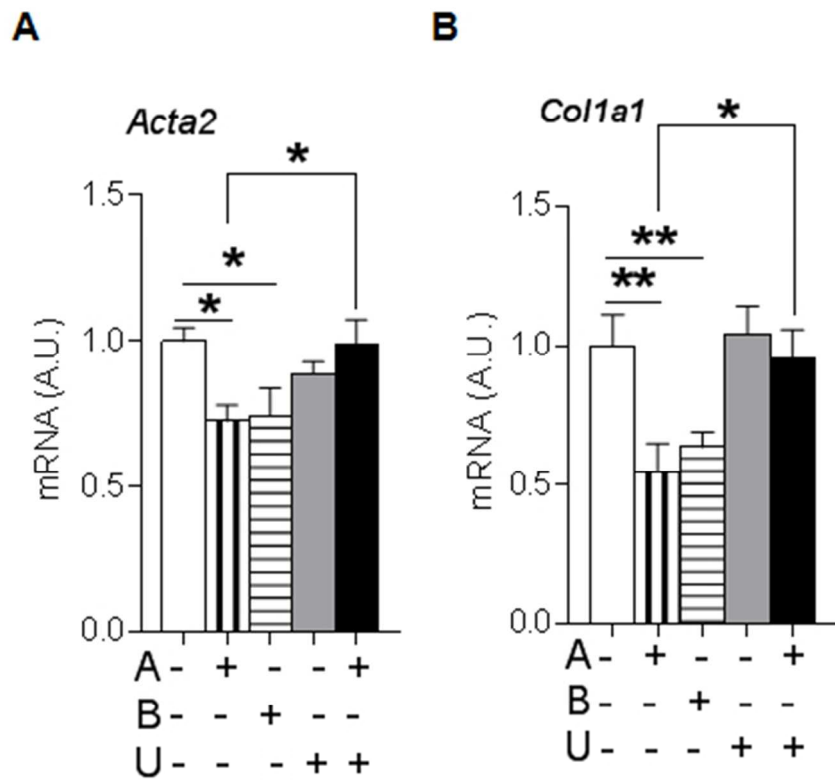 A
Acta2
*
*
*
1.5
1.0
0.5
0.0
mRNA (A.U.)
A - + - - +
B - - + - -
U - - - + +
B
Col1a1
*
**
**
1.5
1.0
0.5
0.0
mRNA (A.U.)
A - + - - +
B - - + - -
U - - - + +